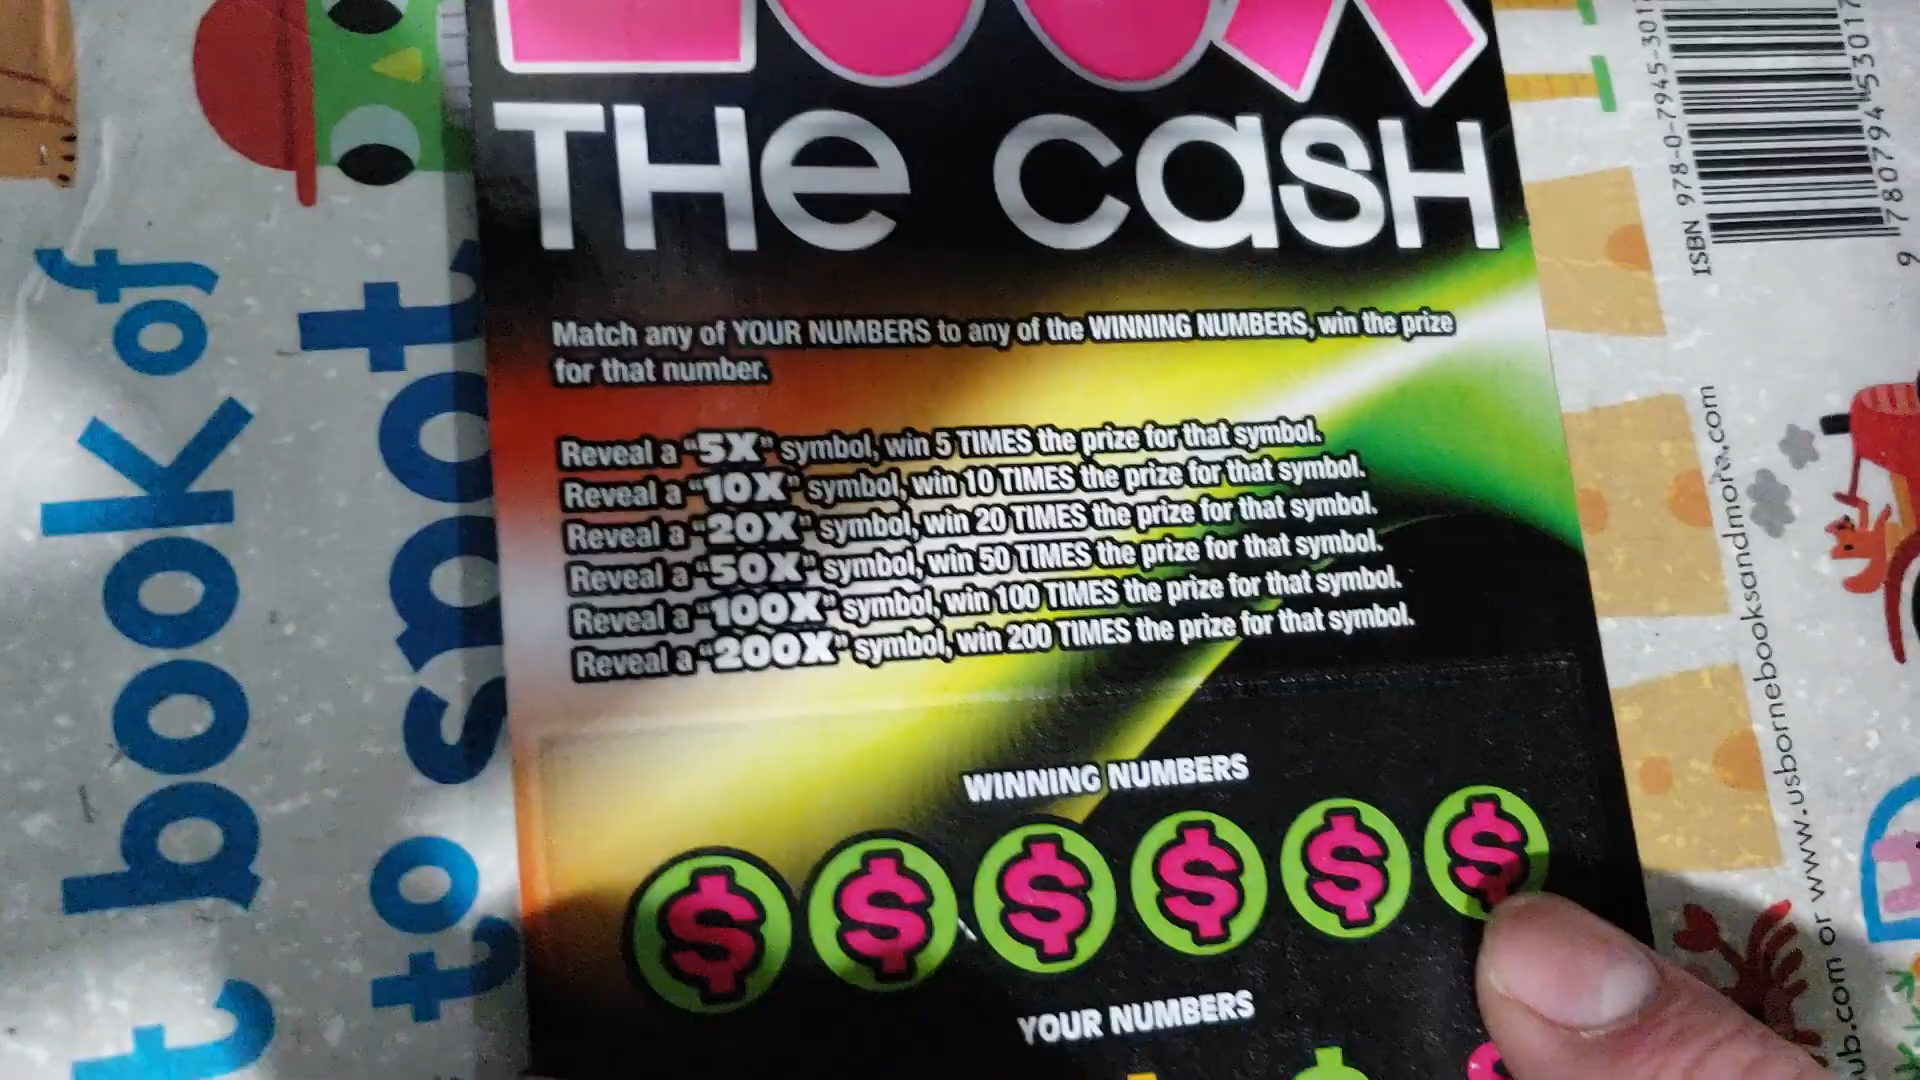 THE CASH
Match any of YOUR NUMBERS to any of the WINNING NUMBERS, win the prize
for that number.
Reveal a "5X" symbol, win 5 TIMES the prize for that symbol.
Reveal a "10X" symbol, win 10 TIMES the prize for that symbol.
Reveal a "20X" symbol, win 20 TIMES the prize for that symbol.
Reveal a "50X" symbol, win 50 TIMES the prize for that symbol.
Reveal a "100X" symbol, win 100 TIMES the prize for that symbol.
Reveal a "200X" symbol, win 200 TIMES the prize for that symbol.
WINNING NUMBERS
$ $ $ $ $ $
YOUR NUMBERS
book of
to spot
ISBN 978-0-7945-301
9 780794 53017
or www.usbornebooksandmore.com